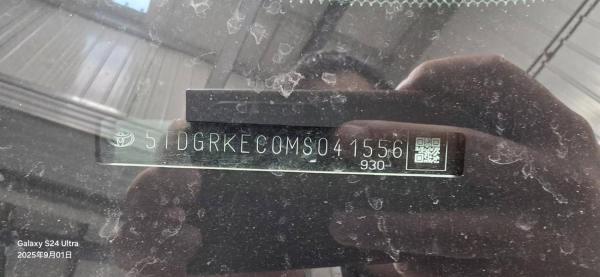 5TDGRKEC0MS041556
930
Galaxy S24 Ultra
2025年9月01日